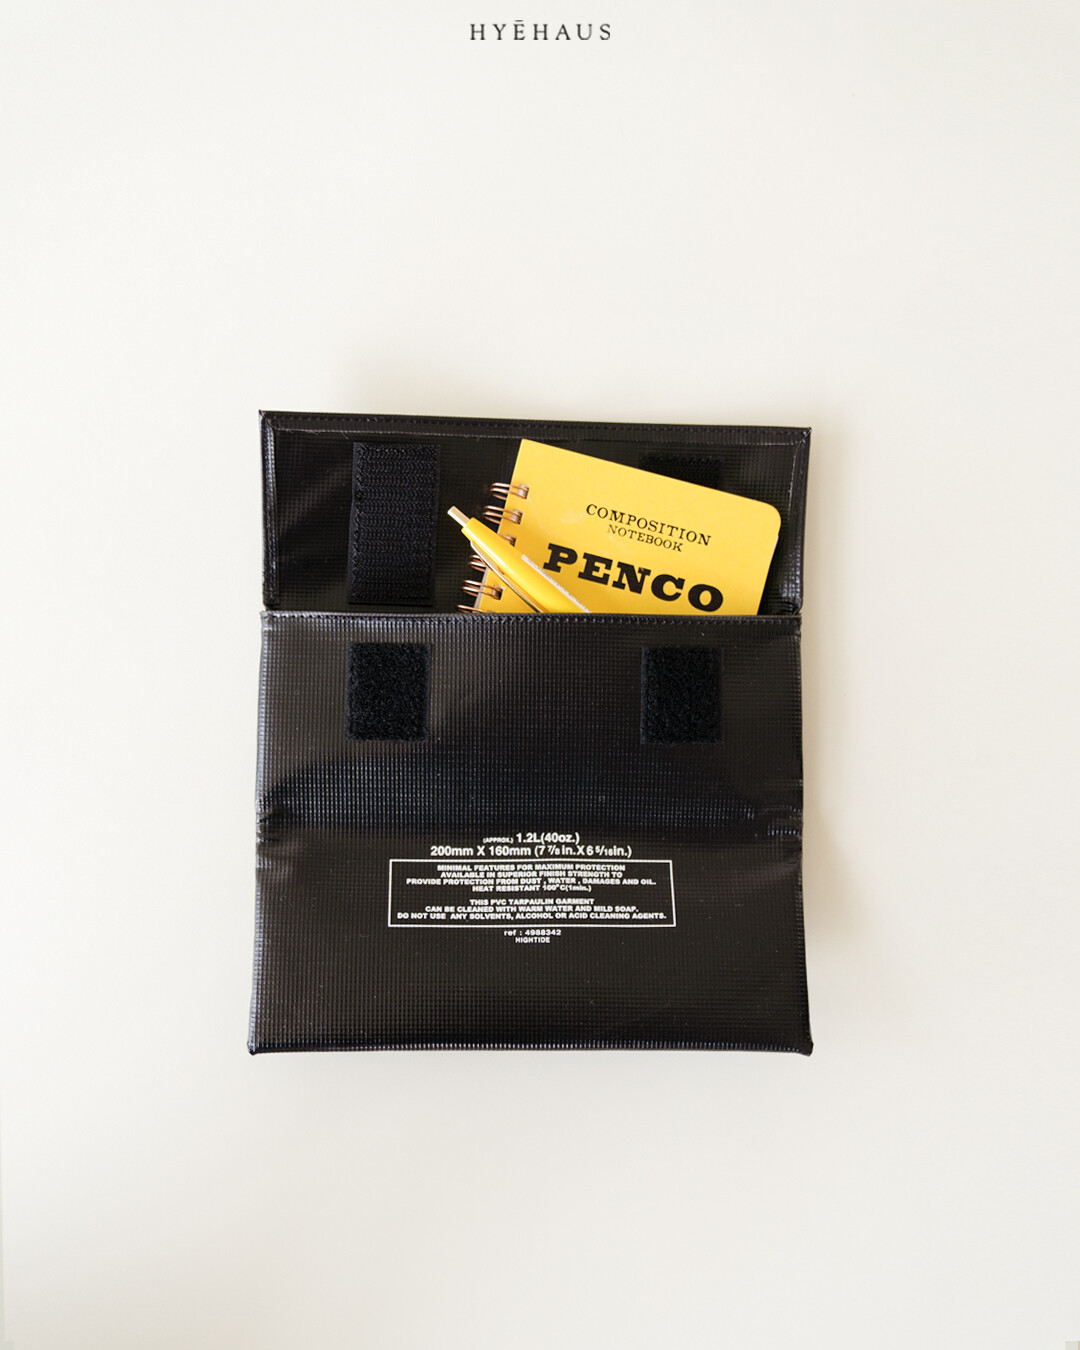 HYĒHAUS
COMPOSITION
NOTEBOOK
PENCO
(APPROX.) 1.2L(40oz.)
200mm X 160mm (7 7/8 in. X 6 5/16in.)
MINIMAL FEATURES FOR MAXIMUM PROTECTION
AVAILABLE IN SUPERIOR FINISH STRENGTH TO
PROVIDE PROTECTION FROM DUST , WATER , DAMAGES AND OIL.
HEAT RESISTANT 100°C(1min.)
THIS PVC TARPAULIN GARMENT
CAN BE CLEANED WITH WARM WATER AND MILD SOAP.
DO NOT USE ANY SOLVENTS, ALCOHOL OR ACID CLEANING AGENTS.
ref : 4988342
HIGHTIDE